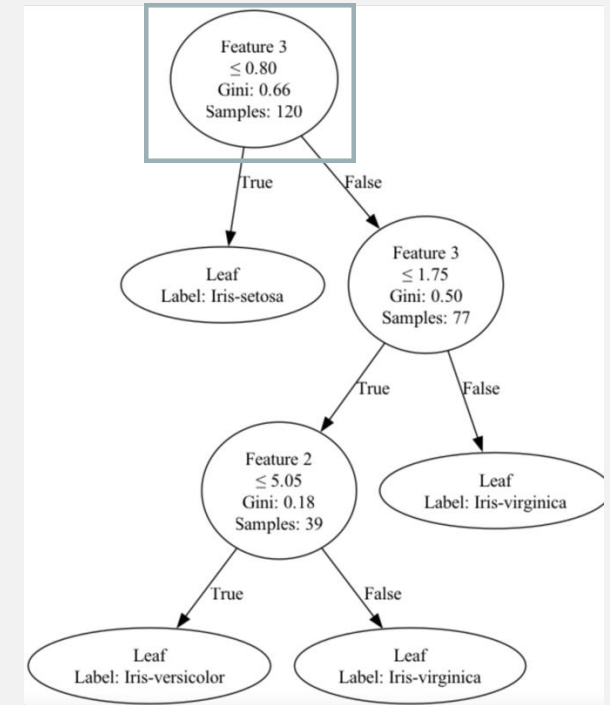 Feature 3
≤ 0.80
Gini: 0.66
Samples: 120
True
False
Leaf
Label: Iris-setosa
Feature 3
≤ 1.75
Gini: 0.50
Samples: 77
True
False
Feature 2
≤ 5.05
Gini: 0.18
Samples: 39
Leaf
Label: Iris-virginica
True
False
Leaf
Label: Iris-versicolor
Leaf
Label: Iris-virginica